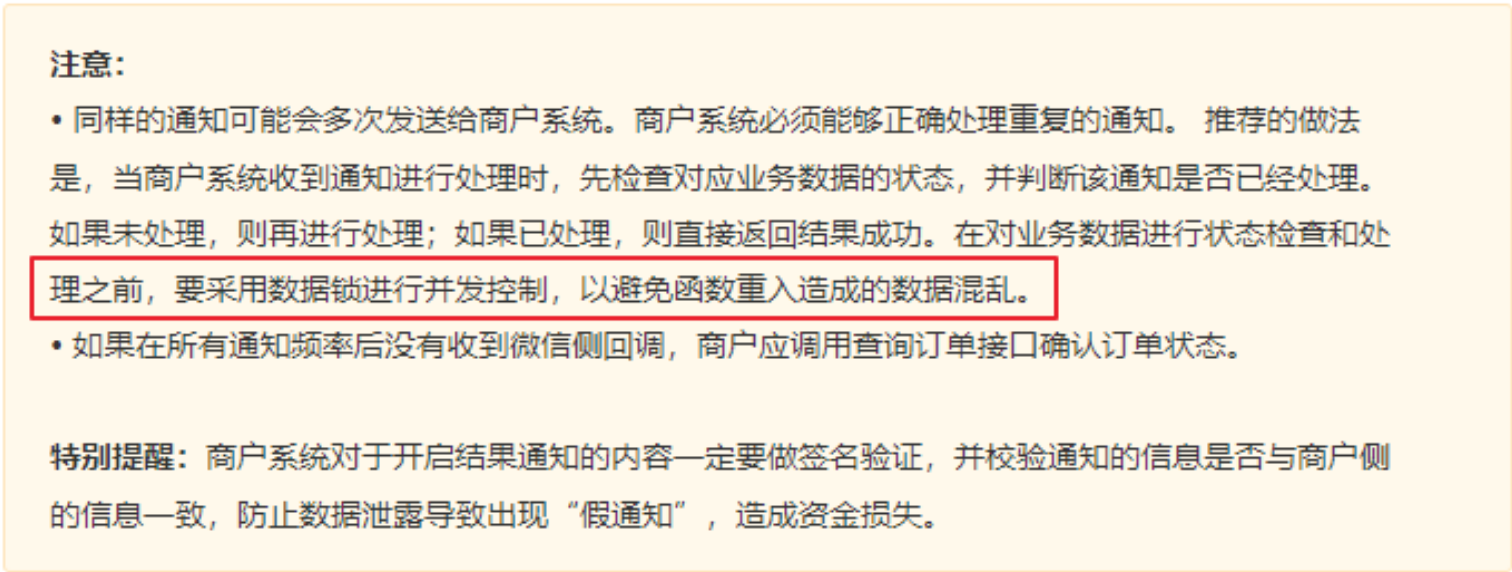 注意：
• 同样的通知可能会多次发送给商户系统。商户系统必须能够正确处理重复的通知。 推荐的做法
是，当商户系统收到通知进行处理时，先检查对应业务数据的状态，并判断该通知是否已经处理。
如果未处理，则再进行处理；如果已处理，则直接返回结果成功。在对业务数据进行状态检查和处
理之前，要采用数据锁进行并发控制，以避免函数重入造成的数据混乱。
• 如果在所有通知频率后没有收到微信侧回调，商户应调用查询订单接口确认订单状态。
特别提醒：商户系统对于开启结果通知的内容一定要做签名验证，并校验通知的信息是否与商户侧
的信息一致，防止数据泄露导致出现“假通知”，造成资金损失。